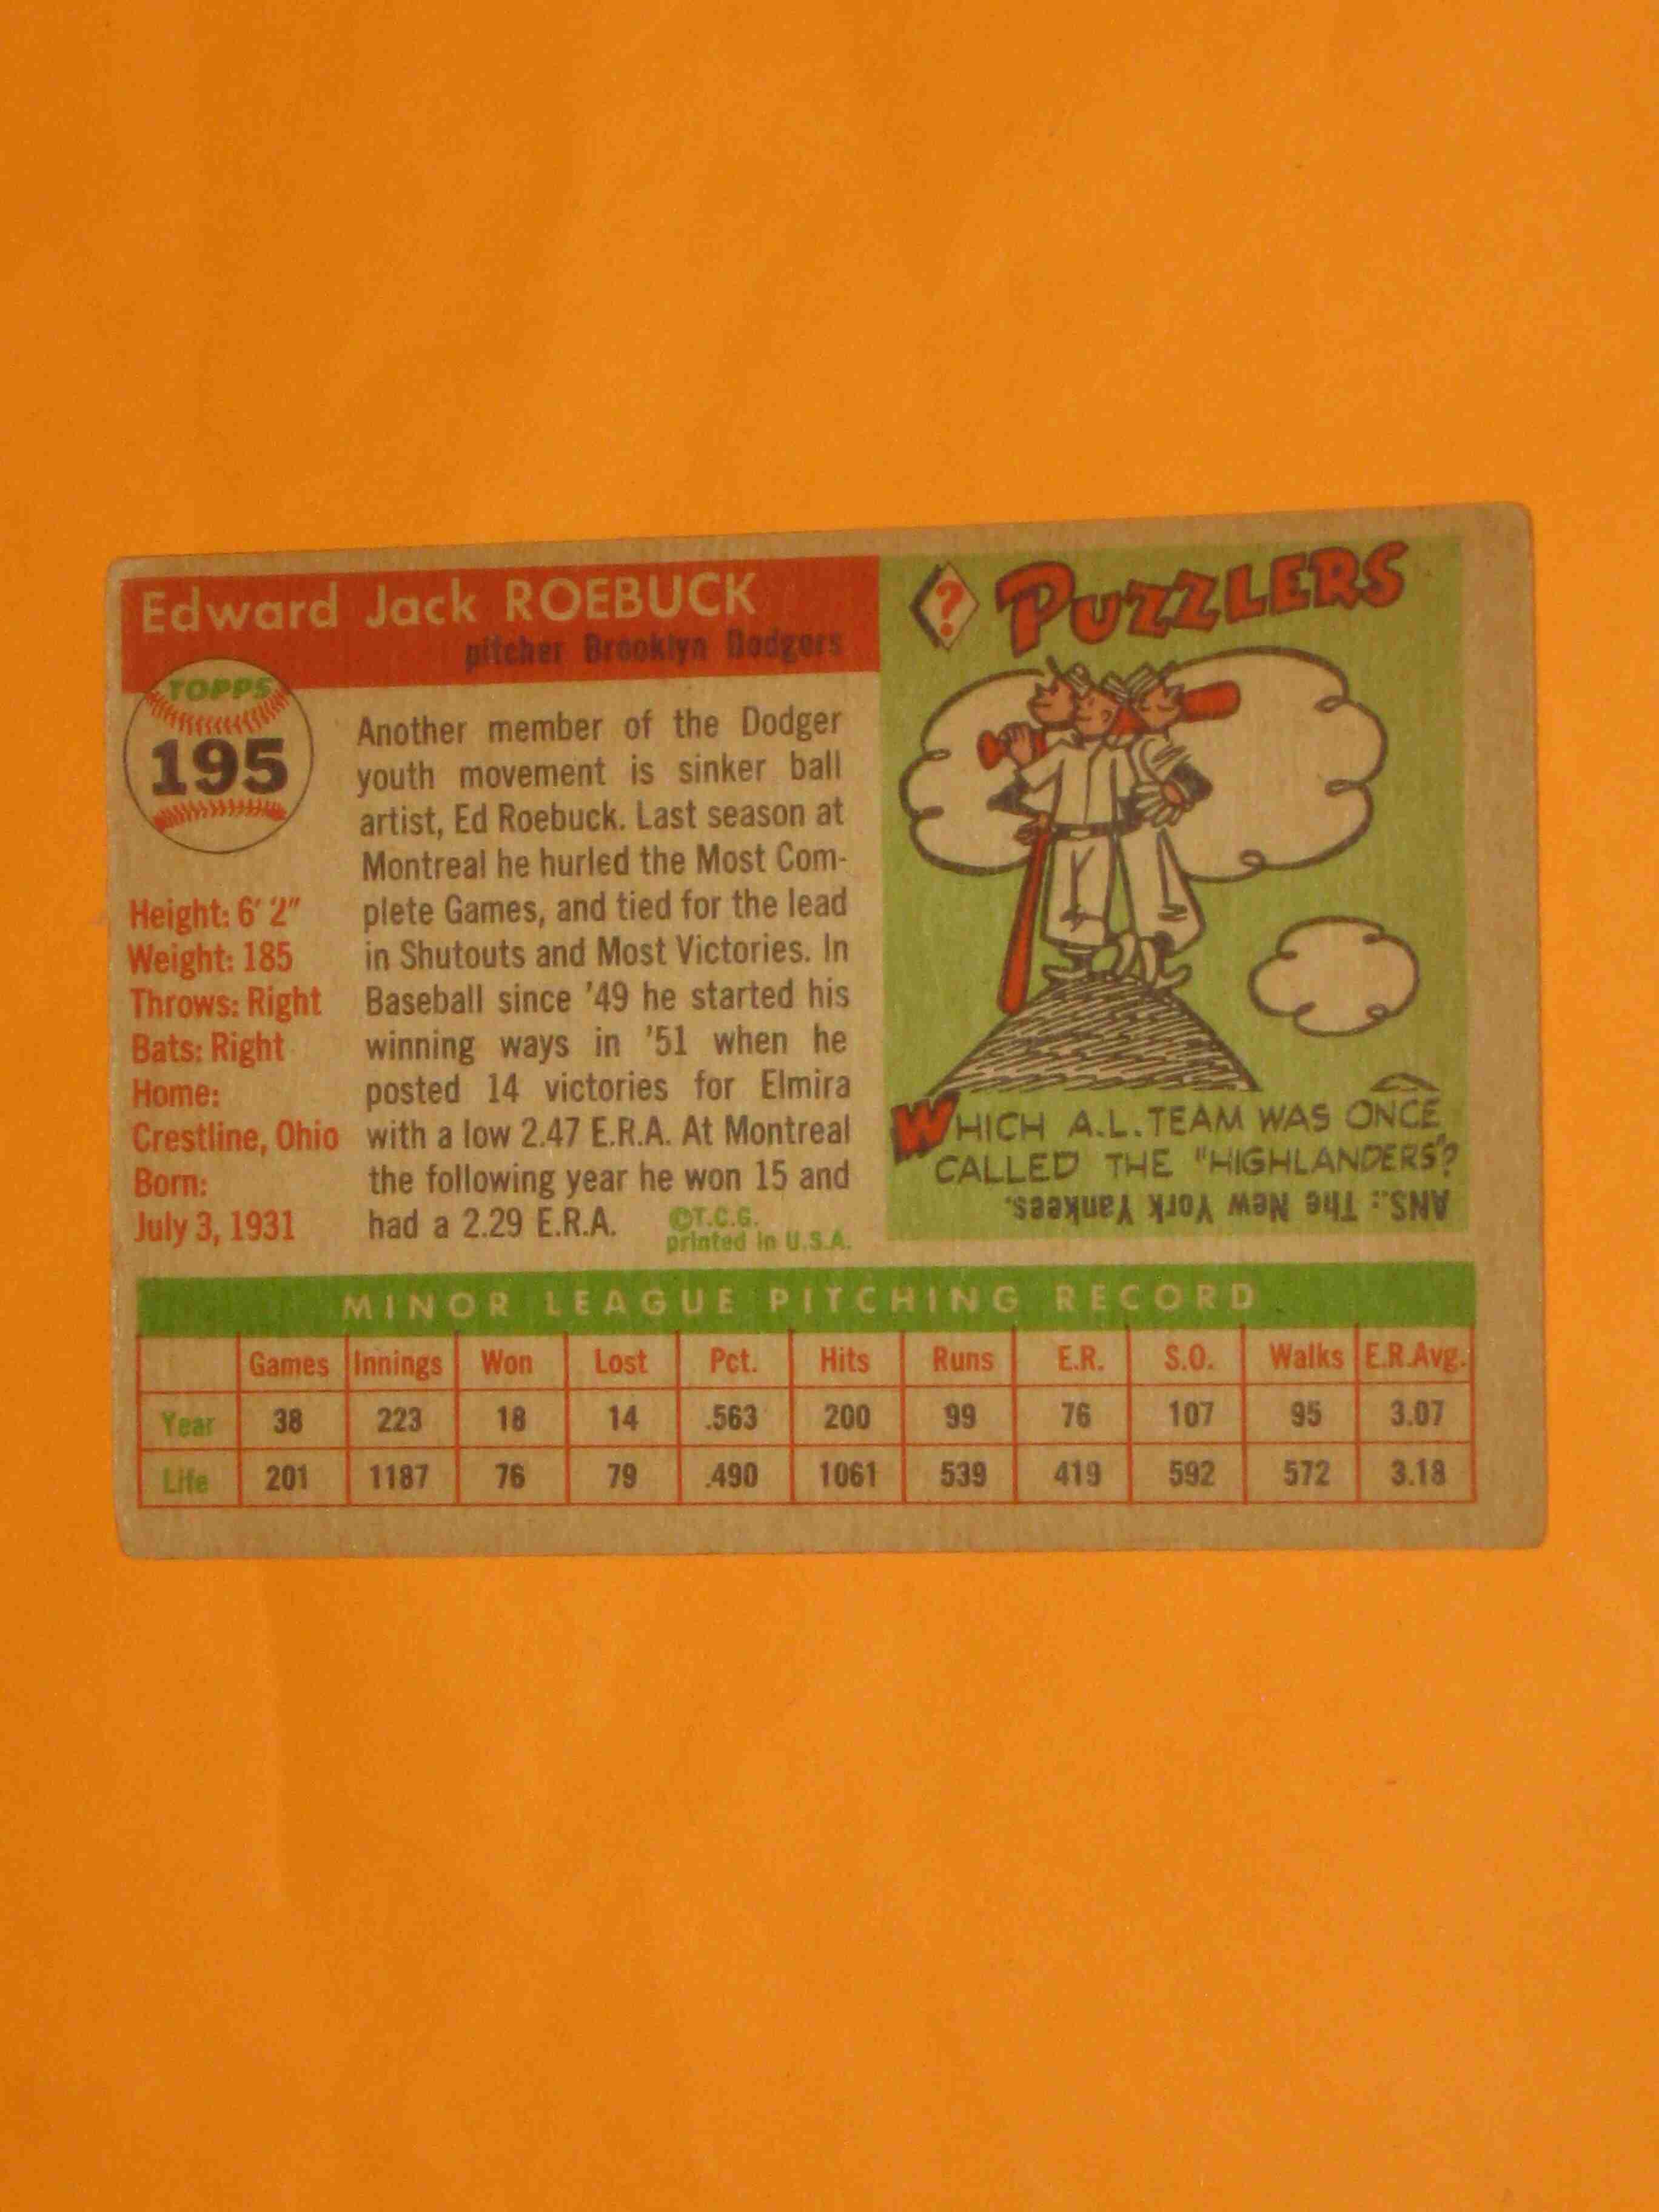 Edward Jack ROEBUCK
pitcher Brooklyn Dodgers
TOPPS
195
Height: 6' 2"
Weight: 185
Throws: Right
Bats: Right
Home:
Crestline, Ohio
Born:
July 3, 1931
Another member of the Dodger
youth movement is sinker ball
artist, Ed Roebuck. Last season at
Montreal he hurled the Most Com-
plete Games, and tied for the lead
in Shutouts and Most Victories. In
Baseball since '49 he started his
winning ways in '51 when he
posted 14 victories for Elmira
with a low 2.47 E.R.A. At Montreal
the following year he won 15 and
had a 2.29 E.R.A.
©T.C.G.
printed in U.S.A.
?
PUZZLERS
WHICH A.L. TEAM WAS ONCE
CALLED THE "HIGHLANDERS"?
ANS.: The New York Yankees.
MINOR LEAGUE PITCHING RECORD
Games Innings Won Lost Pct. Hits Runs E.R. S.O. Walks E.R.Avg.
Year 38 223 18 14 .563 200 99 76 107 95 3.07
Life 201 1187 76 79 .490 1061 539 419 592 572 3.18